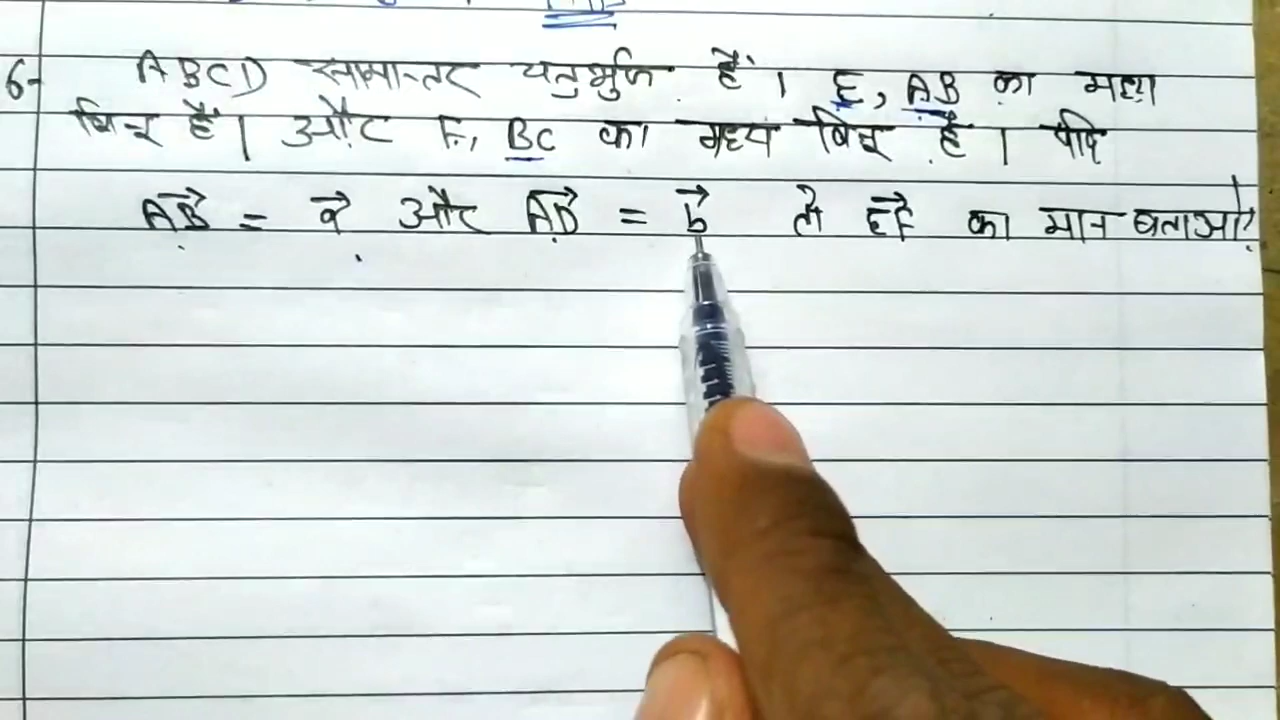 6- ABCD समान्तर चतुर्भुज है। E, AB का मध्य
बिन्दु है। और F, BC का मध्य बिन्दु है। यदि
AB⃗ = a⃗ और AD⃗ = b⃗ तो EF⃗ का मान बताओ?